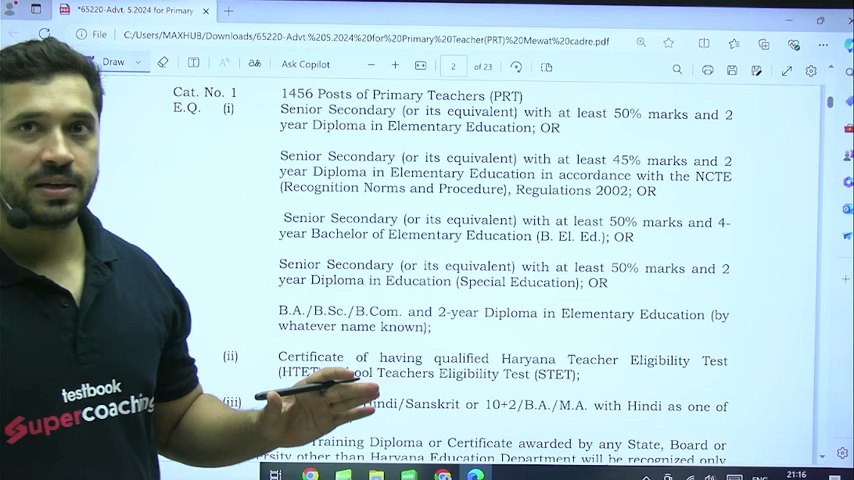 *65220-Advt. 5.2024 for Primary
File C:/Users/MAXHUB/Downloads/65220-Advt.%205.2024%20for%20Primary%20Teacher(PRT)%20Mewat%20cadre.pdf
Draw Ask Copilot 2 of 23
Cat. No. 1 1456 Posts of Primary Teachers (PRT)
E.Q. (i) Senior Secondary (or its equivalent) with at least 50% marks and 2
year Diploma in Elementary Education; OR
Senior Secondary (or its equivalent) with at least 45% marks and 2
year Diploma in Elementary Education in accordance with the NCTE
(Recognition Norms and Procedure), Regulations 2002; OR
Senior Secondary (or its equivalent) with at least 50% marks and 4-
year Bachelor of Elementary Education (B. El. Ed.); OR
Senior Secondary (or its equivalent) with at least 50% marks and 2
year Diploma in Education (Special Education); OR
B.A./B.Sc./B.Com. and 2-year Diploma in Elementary Education (by
whatever name known);
(ii) Certificate of having qualified Haryana Teacher Eligibility Test
(HTET) Teachers Eligibility Test (STET);
(iii) Hindi/Sanskrit or 10+2/B.A./M.A. with Hindi as one of
Training Diploma or Certificate awarded by any State, Board or
other than Haryana Education Department will be recognized only
testbook
Supercoaching
ENG 21:16